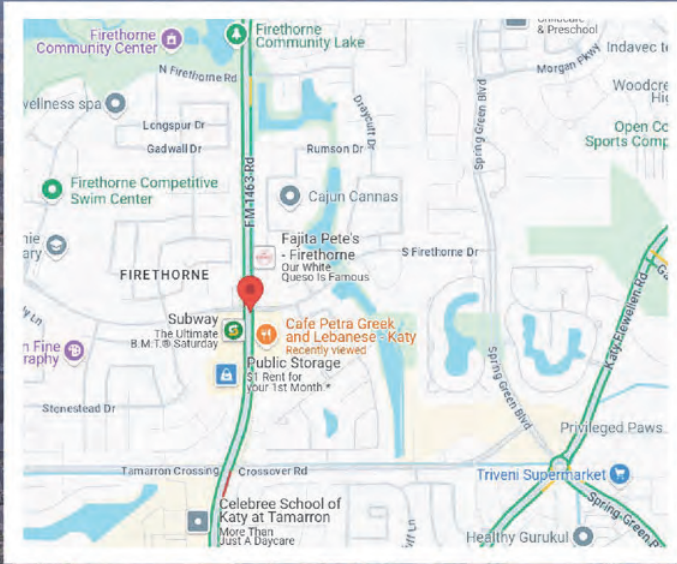 Firethorne
Community Center
Firethorne
Community Lake
& Preschool
Indavec
N Firethorne Rd
Morgan Pkwy
wellness spa
Woodcre
Hig
Spring Green Blvd
Draycutt Dr
Longspur Dr
Gadwall Dr
Rumson Dr
Open Co
Sports Comp
FM 1463 Rd
Firethorne Competitive
Swim Center
Cajun Cannas
Fajita Pete's
- Firethorne
Our White
Queso Is Famous
S Firethorne Dr
FIRETHORNE
Subway
The Ultimate
B.M.T.® Saturday
Cafe Petra Greek
and Lebanese - Katy
Recently viewed
n Fine
raphy
Public Storage
$1 Rent for
your 1st Month *
Katy Flewellen Rd
Spring Green Blvd
Stonestead Dr
Privileged Paws
Tamarron Crossing
Crossover Rd
Triveni Supermarket
Celebree School of
Katy at Tamarron
More Than
Just A Daycare
Spring Green
Healthy Gurukul